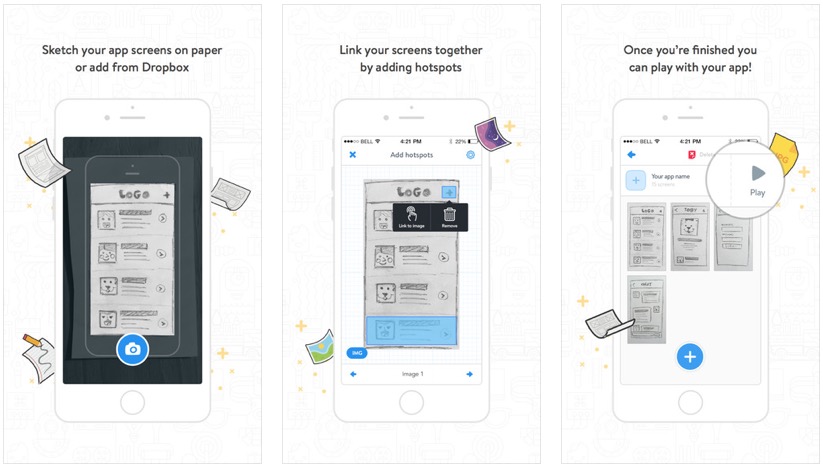 Sketch your app screens on paper
or add from Dropbox
LOGO +
Link your screens together
by adding hotspots
BELL 4:21 PM 22%
Add hotspots
LOGO +
Link to image Remove
IMG
Image 1
Once you're finished you
can play with your app!
BELL 4:21 PM
Play
Your app name
LOGO
+